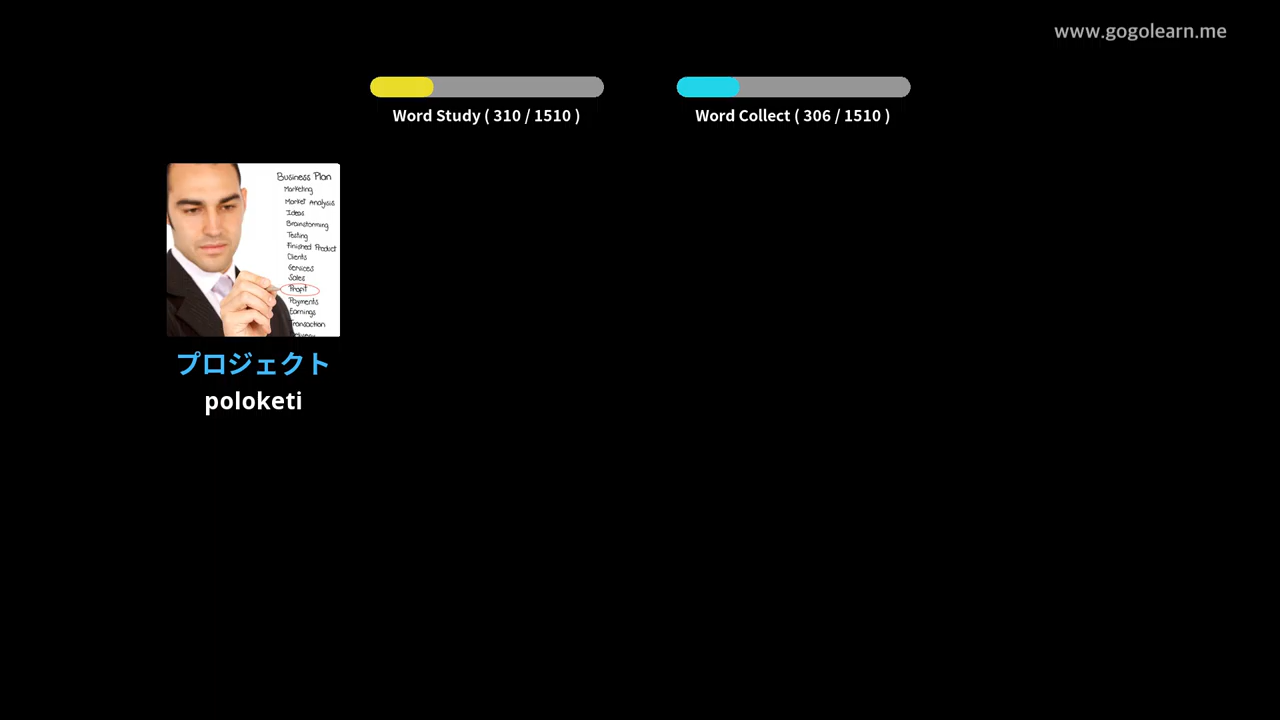 www.gogolearn.me
Word Study ( 310 / 1510 )
Word Collect ( 306 / 1510 )
Business Plan
Marketing
Market Analysis
Ideas
Brainstorming
Testing
Finished Product
Clients
Services
Sales
Profit
Payments
Earnings
Transaction
プロジェクト
poloketi